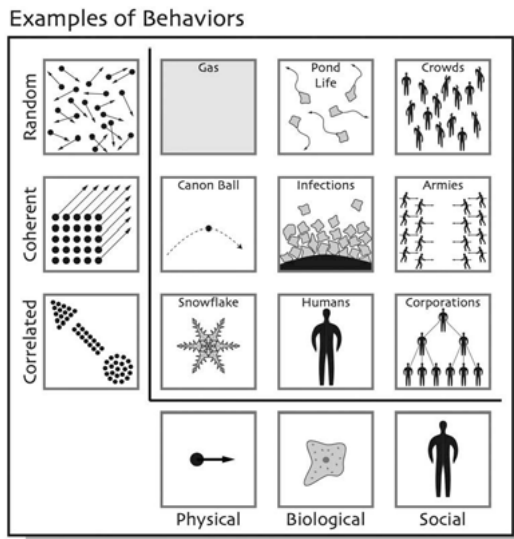 Examples of Behaviors
Random
Gas
Pond
Life
Crowds
Coherent
Canon Ball
Infections
Armies
Correlated
Snowflake
Humans
Corporations
Physical
Biological
Social